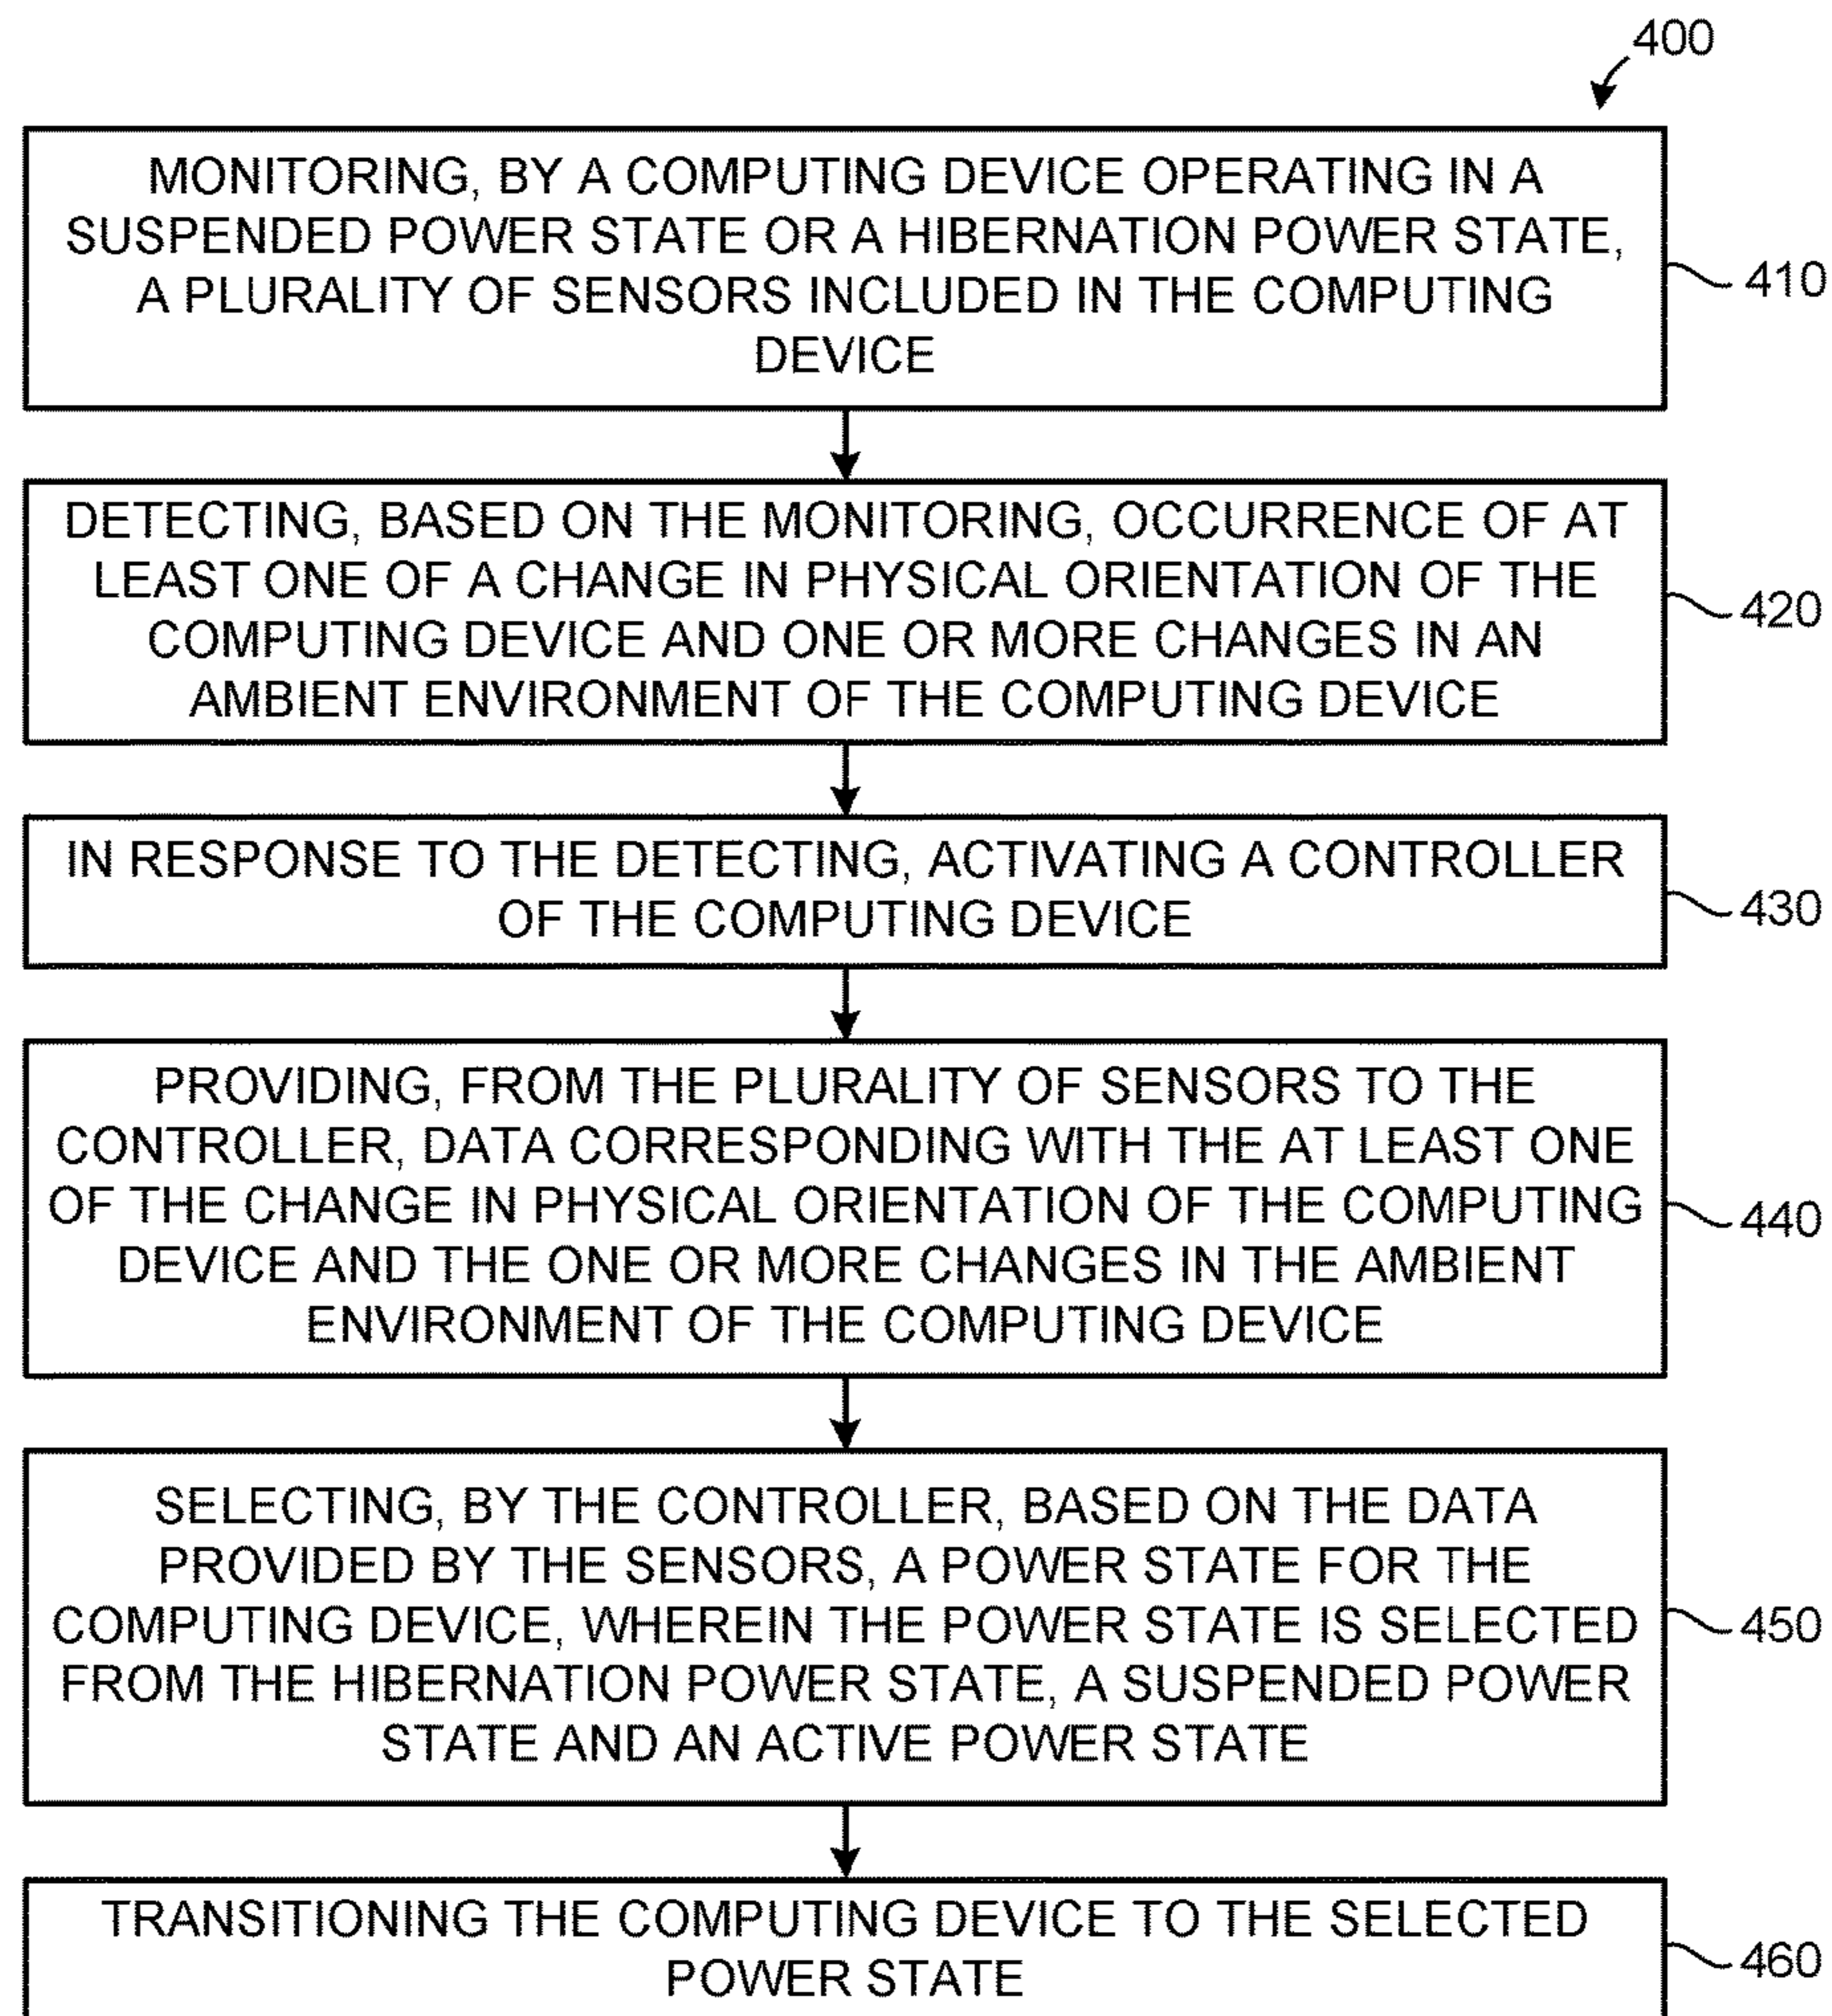 400
MONITORING, BY A COMPUTING DEVICE OPERATING IN A
SUSPENDED POWER STATE OR A HIBERNATION POWER STATE,
A PLURALITY OF SENSORS INCLUDED IN THE COMPUTING
DEVICE
410
DETECTING, BASED ON THE MONITORING, OCCURRENCE OF AT
LEAST ONE OF A CHANGE IN PHYSICAL ORIENTATION OF THE
COMPUTING DEVICE AND ONE OR MORE CHANGES IN AN
AMBIENT ENVIRONMENT OF THE COMPUTING DEVICE
420
IN RESPONSE TO THE DETECTING, ACTIVATING A CONTROLLER
OF THE COMPUTING DEVICE
430
PROVIDING, FROM THE PLURALITY OF SENSORS TO THE
CONTROLLER, DATA CORRESPONDING WITH THE AT LEAST ONE
OF THE CHANGE IN PHYSICAL ORIENTATION OF THE COMPUTING
DEVICE AND THE ONE OR MORE CHANGES IN THE AMBIENT
ENVIRONMENT OF THE COMPUTING DEVICE
440
SELECTING, BY THE CONTROLLER, BASED ON THE DATA
PROVIDED BY THE SENSORS, A POWER STATE FOR THE
COMPUTING DEVICE, WHEREIN THE POWER STATE IS SELECTED
FROM THE HIBERNATION POWER STATE, A SUSPENDED POWER
STATE AND AN ACTIVE POWER STATE
450
TRANSITIONING THE COMPUTING DEVICE TO THE SELECTED
POWER STATE
460